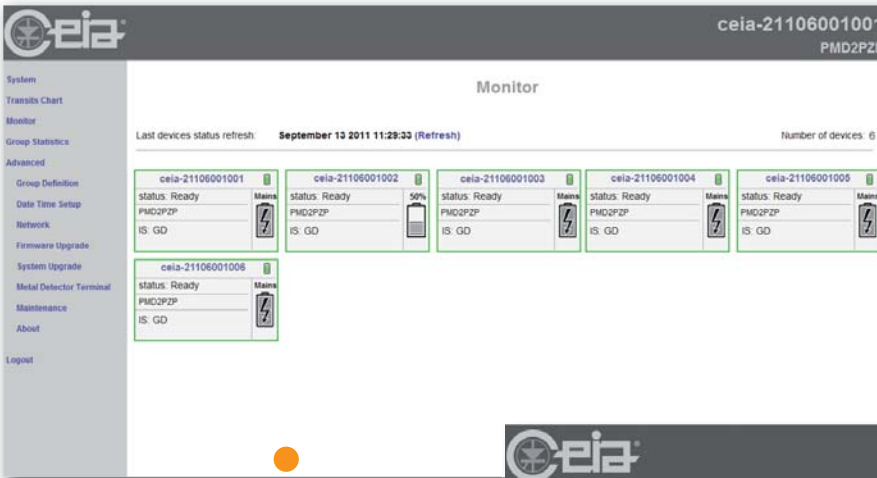 Ceia
ceia-21106001001
PMD2PZP
System
Transits Chart
Monitor
Group Statistics
Advanced
Group Definition
Date Time Setup
Network
Firmware Upgrade
System Upgrade
Metal Detector Terminal
Maintenance
About
Logout
Monitor
Last devices status refresh: September 13 2011 11:29:33 (Refresh) Number of devices: 6
ceia-21106001001
status: Ready Mains
PMD2PZP
IS: GD
ceia-21106001002
status: Ready 50%
PMD2PZP
IS: GD
ceia-21106001003
status: Ready Mains
PMD2PZP
IS: GD
ceia-21106001004
status: Ready Mains
PMD2PZP
IS: GD
ceia-21106001005
status: Ready Mains
PMD2PZP
IS: GD
ceia-21106001006
status: Ready Mains
PMD2PZP
IS: GD
Ceia